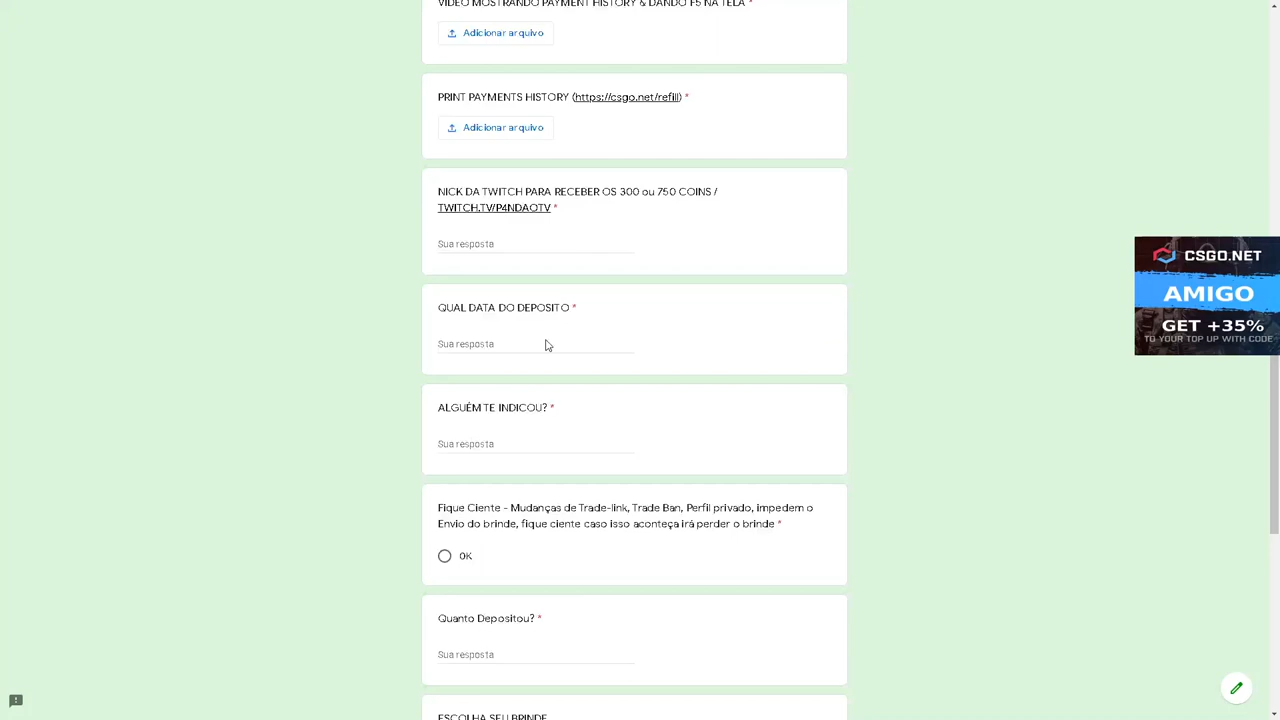 VIDEO MOSTRANDO PAYMENT HISTORY & DANDO F5 NA TELA *
Adicionar arquivo
PRINT PAYMENTS HISTORY (https://csgo.net/refill) *
Adicionar arquivo
NICK DA TWITCH PARA RECEBER OS 300 ou 750 COINS /
TWITCH.TV/P4NDAOTV *
Sua resposta
QUAL DATA DO DEPOSITO *
Sua resposta
ALGUÉM TE INDICOU? *
Sua resposta
Fique Ciente - Mudanças de Trade-link, Trade Ban, Perfil privado, impedem o
Envio do brinde, fique ciente caso isso aconteça irá perder o brinde *
OK
Quanto Depositou? *
Sua resposta
ESCOLHA SEU BRINDE
CSGO.NET
AMIGO
GET +35%
TO YOUR TOP UP WITH CODE